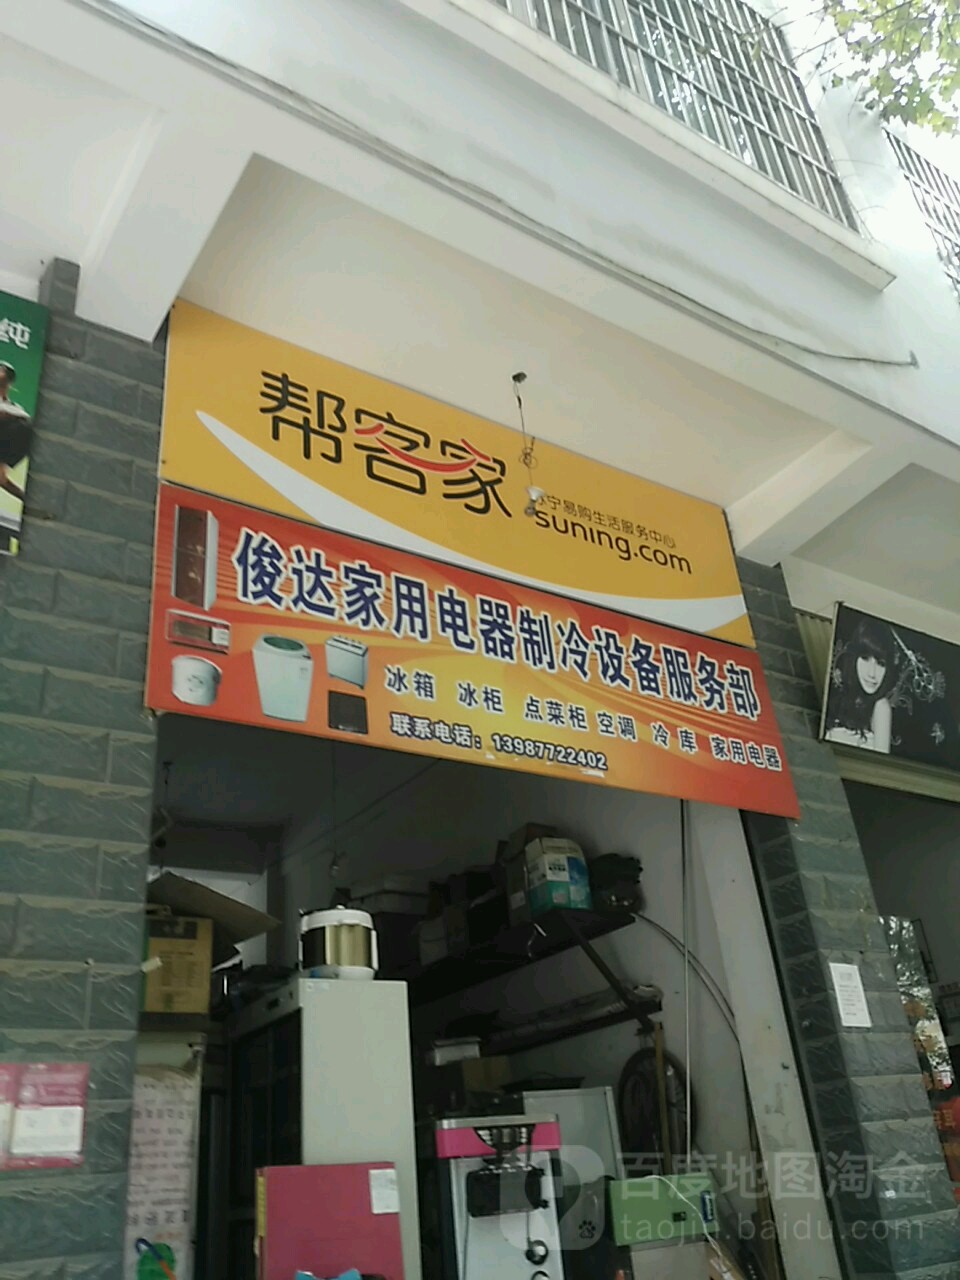 纯
帮客家
苏宁易购生活服务中心
suning.com
俊达家用电器制冷设备服务部
冰箱 冰柜 点菜柜 空调 冷库 家用电器
联系电话：13987722402
百度地图淘金
taojin.baidu.com